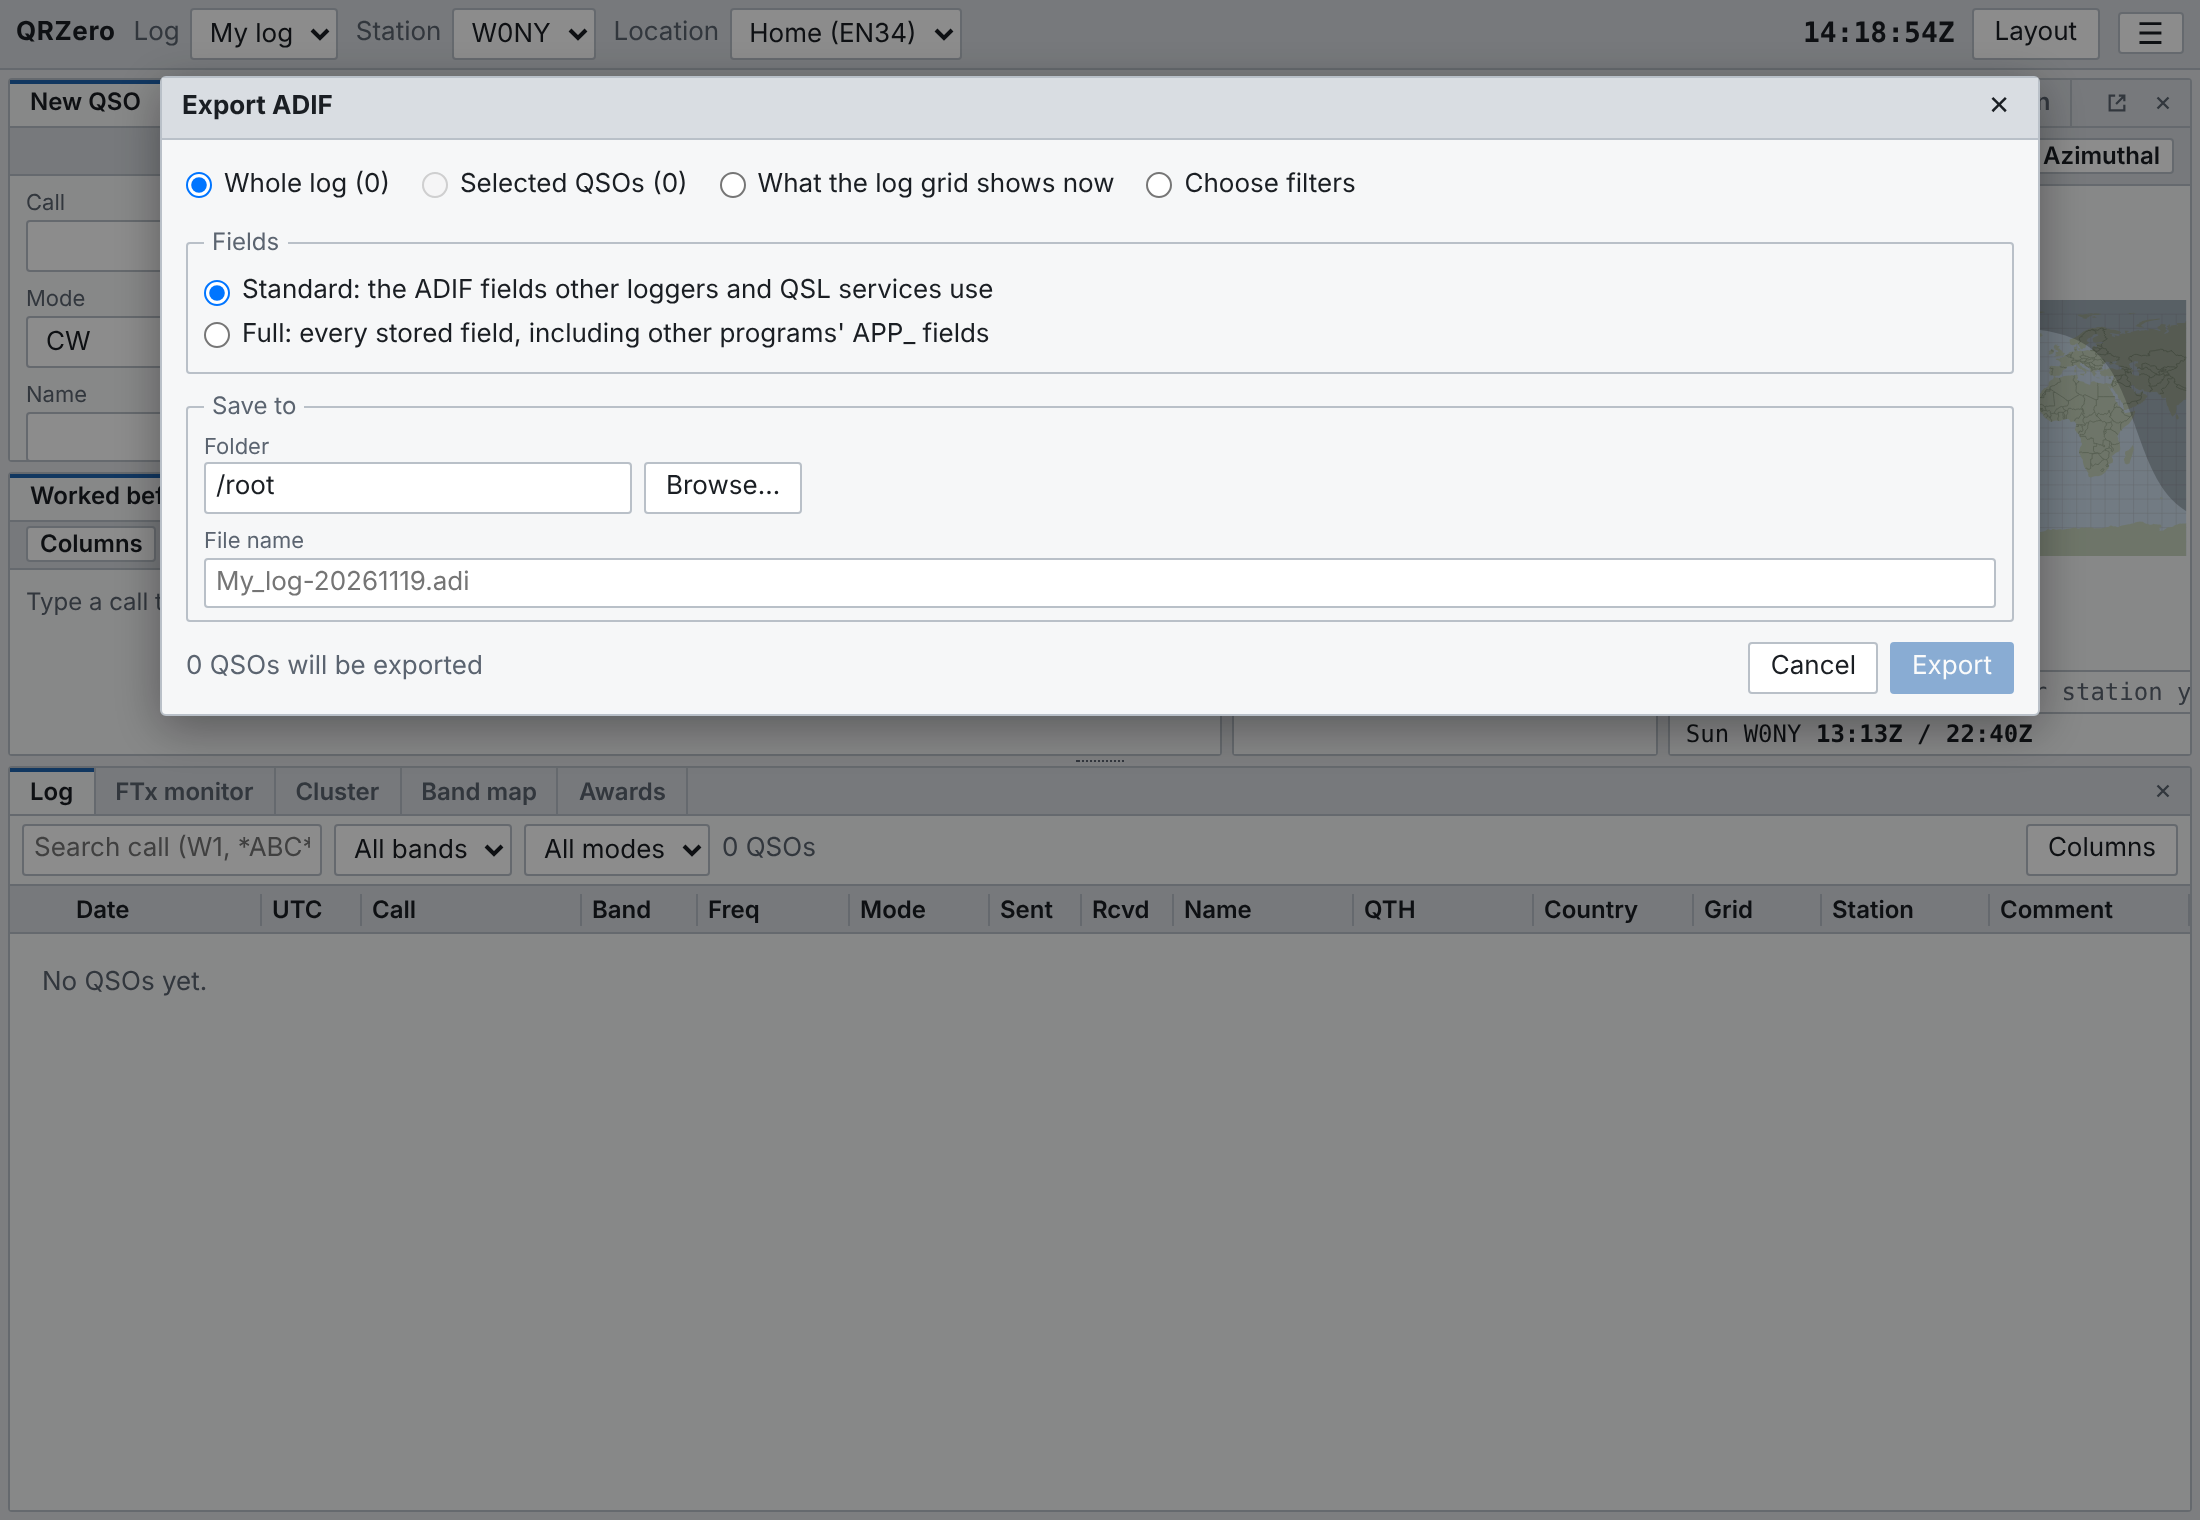 QRZero Log My log Station W0NY Location Home (EN34) 14:18:54Z Layout
New QSO
Export ADIF
Azimuthal
Whole log (0) Selected QSOs (0) What the log grid shows now Choose filters
Call
Fields
Standard: the ADIF fields other loggers and QSL services use
Full: every stored field, including other programs' APP_ fields
Mode
CW
Name
Save to
Folder
/root Browse...
File name
My_log-20261119.adi
Worked bef
Columns
Type a call t
0 QSOs will be exported Cancel Export
r station y
Sun W0NY 13:13Z / 22:40Z
Log FTx monitor Cluster Band map Awards
Search call (W1, *ABC* All bands All modes 0 QSOs Columns
Date UTC Call Band Freq Mode Sent Rcvd Name QTH Country Grid Station Comment
No QSOs yet.